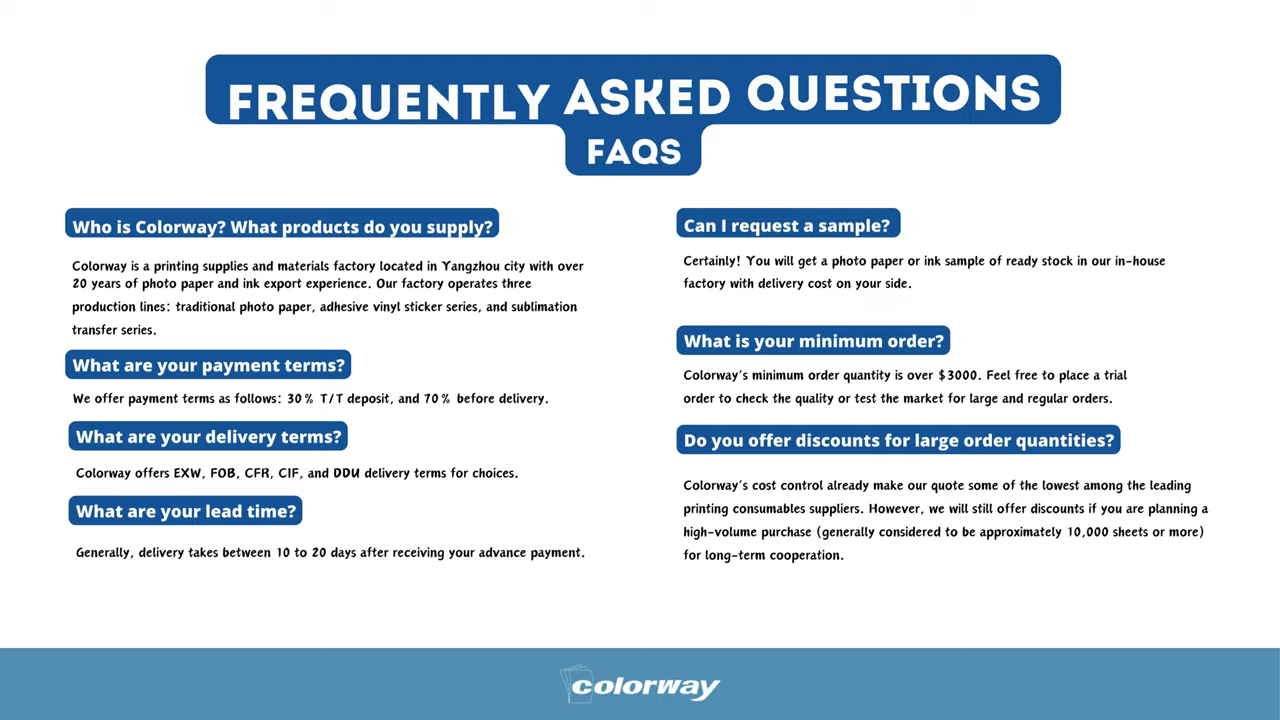 FREQUENTLY ASKED QUESTIONS
FAQS
Who is Colorway? What products do you supply?
Colorway is a printing supplies and materials factory located in Yangzhou city with over
20 years of photo paper and ink export experience. Our factory operates three
production lines: traditional photo paper, adhesive vinyl sticker series, and sublimation
transfer series.
What are your payment terms?
We offer payment terms as follows: 30% T/T deposit, and 70% before delivery.
What are your delivery terms?
Colorway offers EXW, FOB, CFR, CIF, and DDU delivery terms for choices.
What are your lead time?
Generally, delivery takes between 10 to 20 days after receiving your advance payment.
Can I request a sample?
Certainly! You will get a photo paper or ink sample of ready stock in our in-house
factory with delivery cost on your side.
What is your minimum order?
Colorway's minimum order quantity is over $3000. Feel free to place a trial
order to check the quality or test the market for large and regular orders.
Do you offer discounts for large order quantities?
Colorway's cost control already make our quote some of the lowest among the leading
printing consumables suppliers. However, we will still offer discounts if you are planning a
high-volume purchase (generally considered to be approximately 10,000 sheets or more)
for long-term cooperation.
colorway